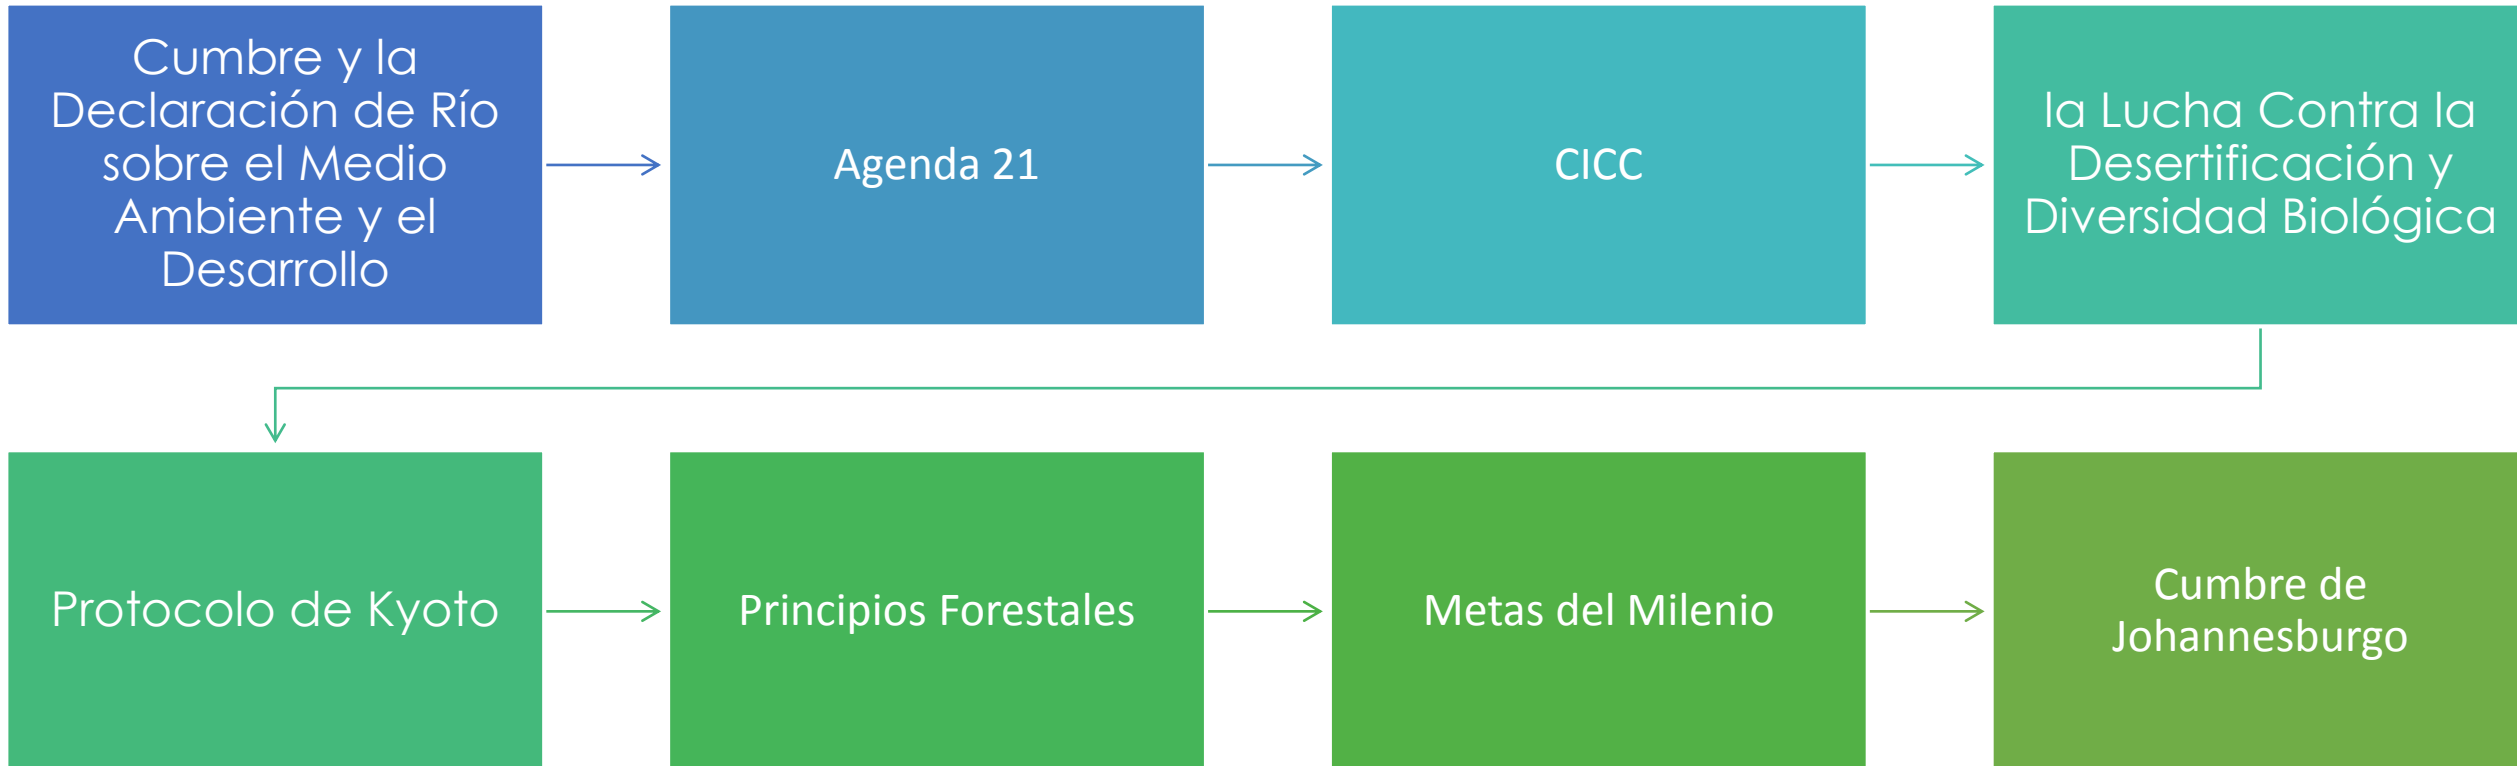 Cumbre y la
Declaración de Río
sobre el Medio
Ambiente y el
Desarrollo
Agenda 21
CICC
la Lucha Contra la
Desertificación y
Diversidad Biológica
Protocolo de Kyoto
Principios Forestales
Metas del Milenio
Cumbre de
Johannesburgo